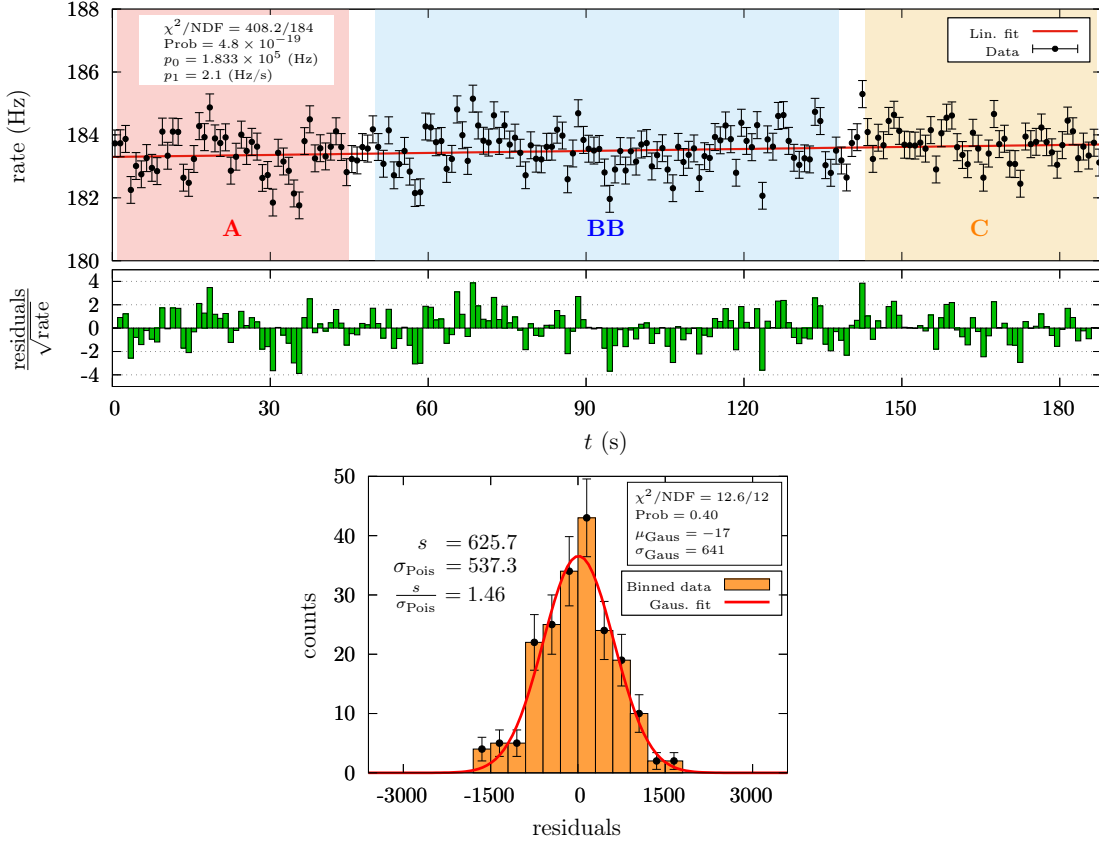 188
186
184
182
180
rate (Hz)
χ²/NDF = 408.2/184
Prob = 4.8 × 10⁻¹⁹
p₀ = 1.833 × 10⁵ (Hz)
p₁ = 2.1 (Hz/s)
Lin. fit
Data
A
BB
C
4
2
0
-2
-4
residuals
√rate
0
30
60
90
120
150
180
t (s)
50
40
30
20
10
0
counts
s = 625.7
σPois = 537.3
s/σPois = 1.46
χ²/NDF = 12.6/12
Prob = 0.40
μGaus = −17
σGaus = 641
Binned data
Gaus. fit
-3000
-1500
0
1500
3000
residuals